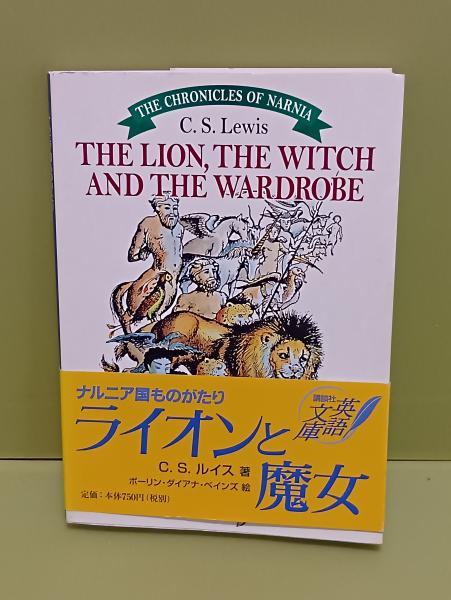 THE CHRONICLES OF NARNIA
C. S. Lewis
THE LION, THE WITCH
AND THE WARDROBE
ナルニア国ものがたり
講談社
英語
文庫
ライオンと
魔女
C. S. ルイス 著
ポーリン・ダイアナ・ベインズ 絵
定価：本体750円（税別）